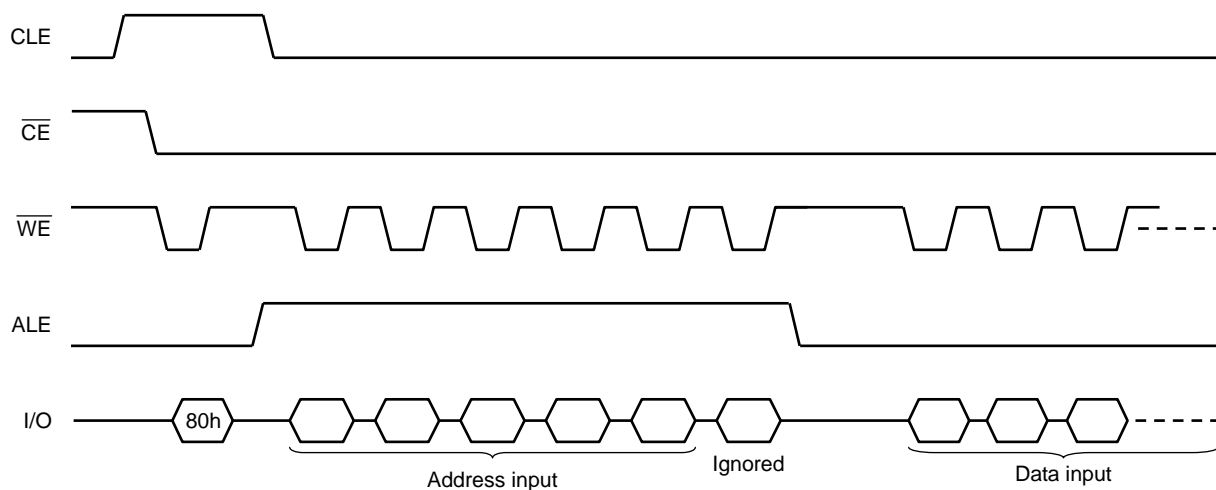 CLE
CE
WE
ALE
I/O
80h
Address input
Ignored
Data input